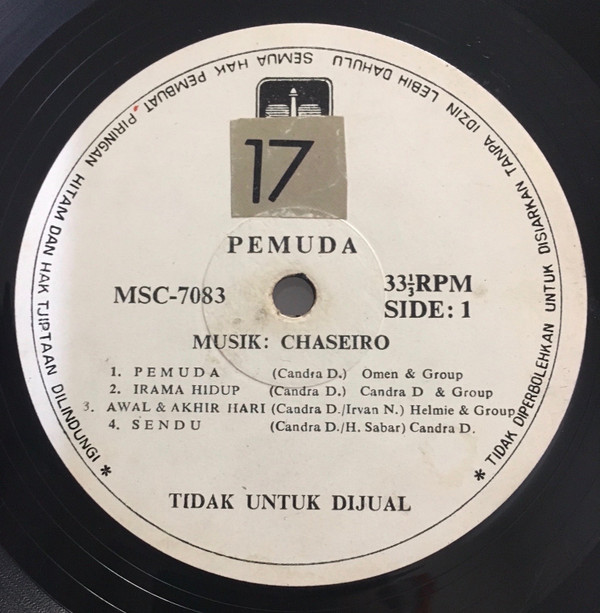 SEMUA HAK PEMBUAT PIRINGAN HITAM DAN HAK TJIPTAAN DILINDUNGI *
* TIDAK DIPERBOLEHKAN UNTUK DISIARKAN TANPA IDZIN LEBIH DAHULU
17
PEMUDA
MSC-7083
33⅓RPM
SIDE: 1
MUSIK: CHASEIRO
1. PEMUDA (Candra D.) Omen & Group
2. IRAMA HIDUP (Candra D.) Candra D & Group
3. AWAL & AKHIR HARI (Candra D./Irvan N.) Helmie & Group
4. SENDU (Candra D./H. Sabar) Candra D.
TIDAK UNTUK DIJUAL